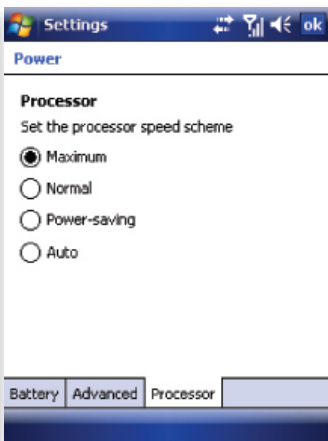 Settings ok
Power
Processor
Set the processor speed scheme
Maximum
Normal
Power-saving
Auto
Battery Advanced Processor